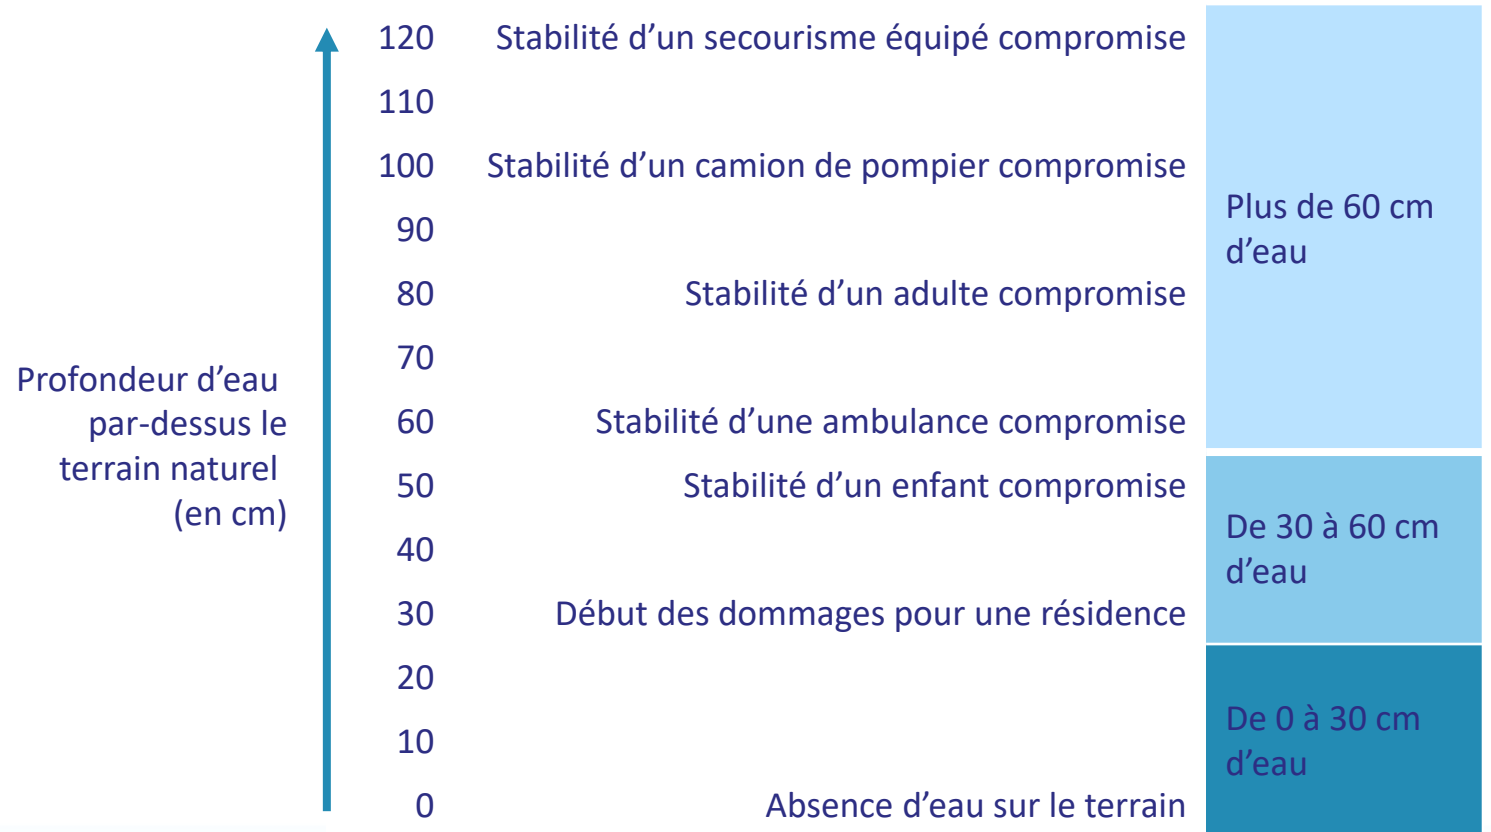 Profondeur d’eau
par-dessus le
terrain naturel
(en cm)
120 Stabilité d’un secourisme équipé compromise
110
100 Stabilité d’un camion de pompier compromise
90
80 Stabilité d’un adulte compromise
70
60 Stabilité d’une ambulance compromise
50 Stabilité d’un enfant compromise
40
30 Début des dommages pour une résidence
20
10
0 Absence d’eau sur le terrain
Plus de 60 cm
d’eau
De 30 à 60 cm
d’eau
De 0 à 30 cm
d’eau